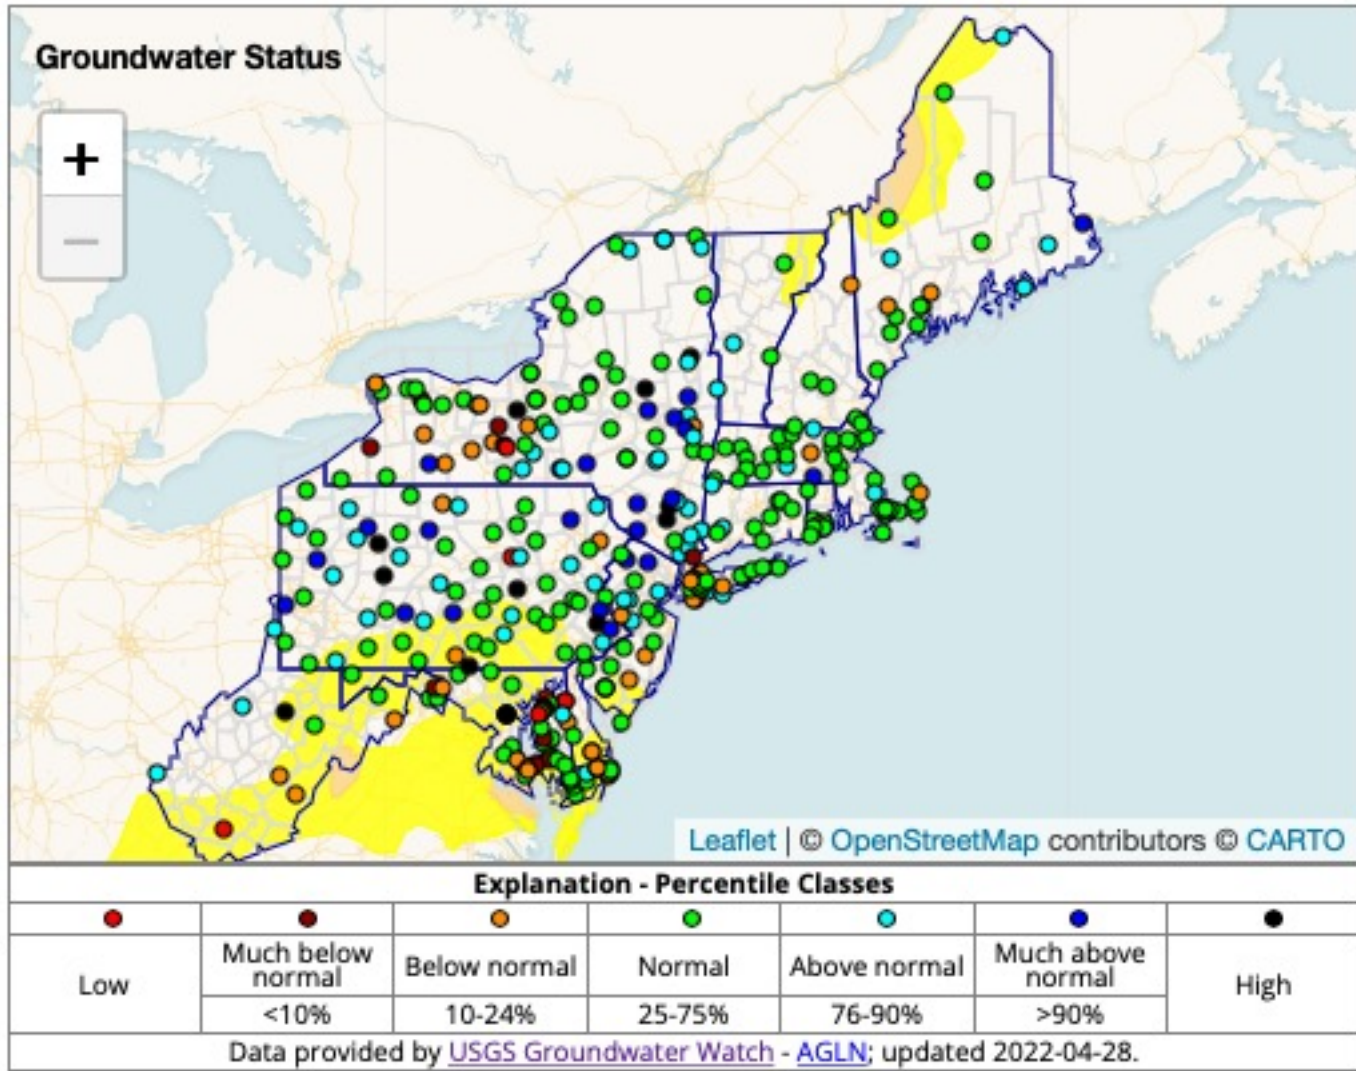 Groundwater Status
+
−
Leaflet | © OpenStreetMap contributors © CARTO
Explanation - Percentile Classes
Low
Much below normal
Below normal
Normal
Above normal
Much above normal
High
<10%
10-24%
25-75%
76-90%
>90%
Data provided by USGS Groundwater Watch - AGLN; updated 2022-04-28.